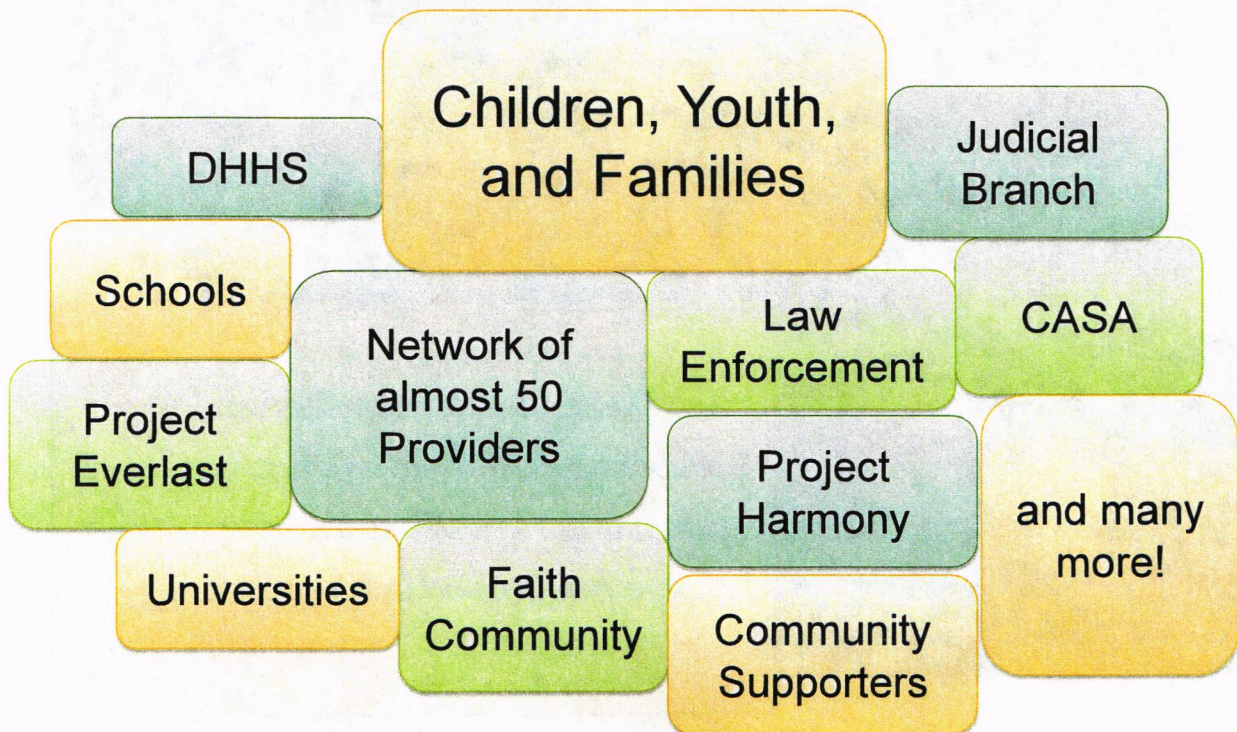 Children, Youth,
and Families
DHHS
Judicial
Branch
Schools
Network of
almost 50
Providers
Law
Enforcement
CASA
Project
Everlast
Project
Harmony
and many
more!
Universities
Faith
Community
Community
Supporters